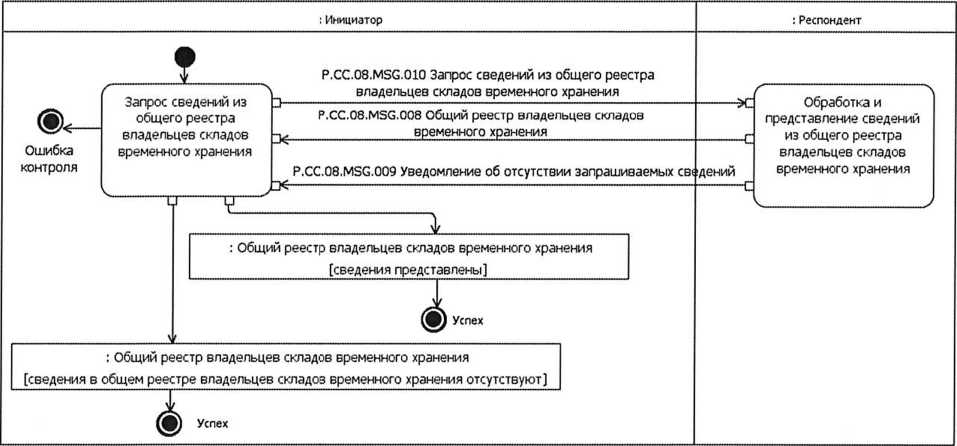 : Инициатор
: Респондент
P.CC.08.MSG.010 Запрос сведений из общего реестра
владельцев складов временного хранения
Запрос сведений из
общего реестра
владельцев складов
временного хранения
P.CC.08.MSG.008 Общий реестр владельцев складов
временного хранения
Обработка и
представление сведений
из общего реестра
владельцев складов
временного хранения
Ошибка
контроля
P.CC.08.MSG.009 Уведомление об отсутствии запрашиваемых сведений
: Общий реестр владельцев складов временного хранения
[сведения представлены]
Успех
: Общий реестр владельцев складов временного хранения
[сведения в общем реестре владельцев складов временного хранения отсутствуют]
Успех